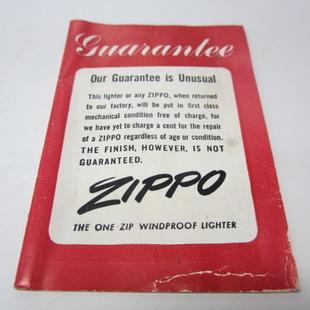 Guarantee
Our Guarantee is Unusual
This lighter or any ZIPPO, when returned
to our factory, will be put in first class
mechanical condition free of charge, for
we have yet to charge a cent for the repair
of a ZIPPO regardless of age or condition.
THE FINISH, HOWEVER, IS NOT
GUARANTEED.
ZIPPO
THE ONE-ZIP WINDPROOF LIGHTER